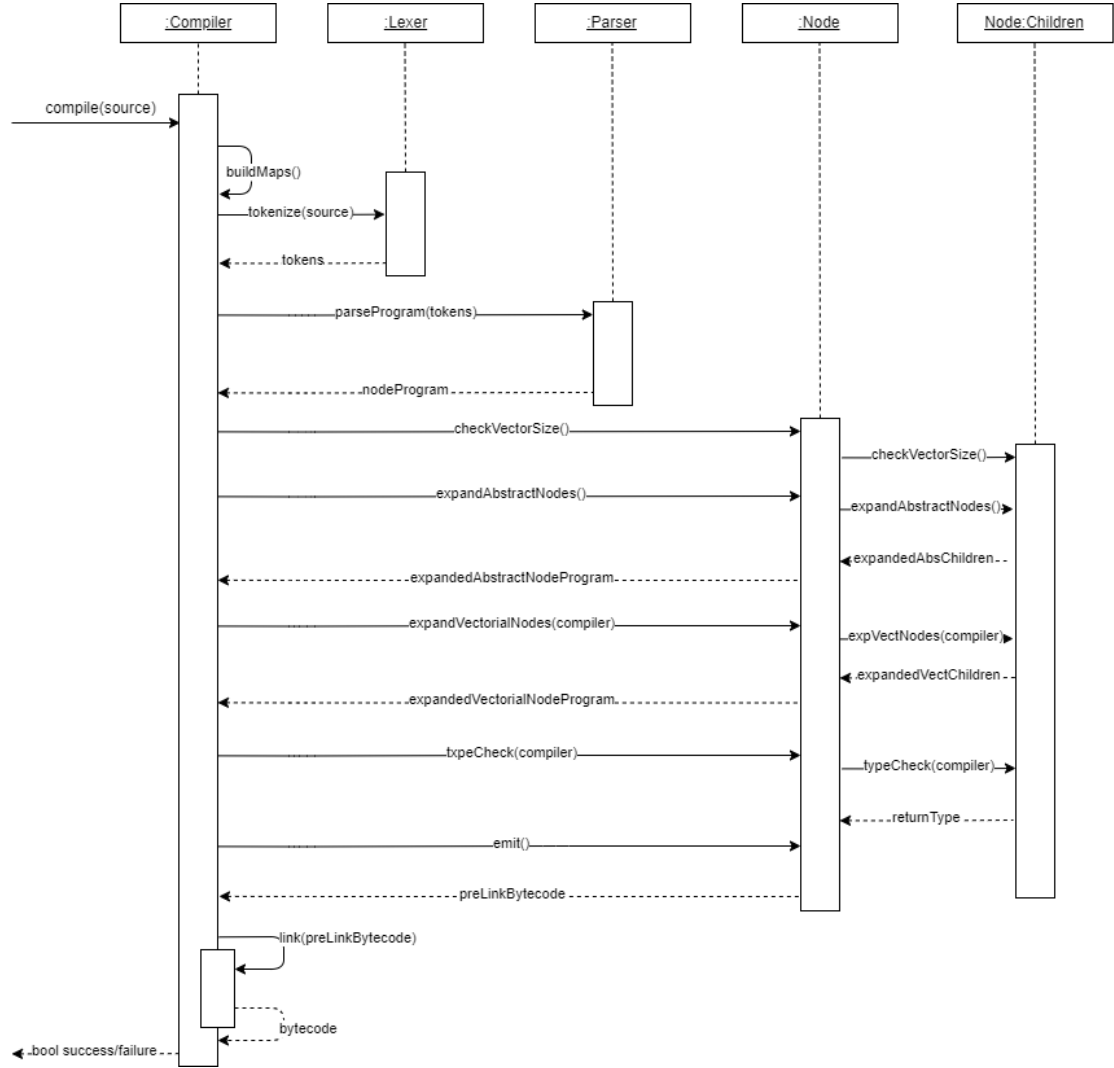 :Compiler
:Lexer
:Parser
:Node
Node:Children
compile(source)
buildMaps()
tokenize(source)
tokens
parseProgram(tokens)
nodeProgram
checkVectorSize()
checkVectorSize()
expandAbstractNodes()
expandAbstractNodes()
expandedAbsChildren
expandedAbstractNodeProgram
expandVectorialNodes(compiler)
expVectNodes(compiler)
expandedVectChildren
expandedVectorialNodeProgram
txpeCheck(compiler)
typeCheck(compiler)
returnType
emit()
preLinkBytecode
link(preLinkBytecode)
bytecode
bool success/failure